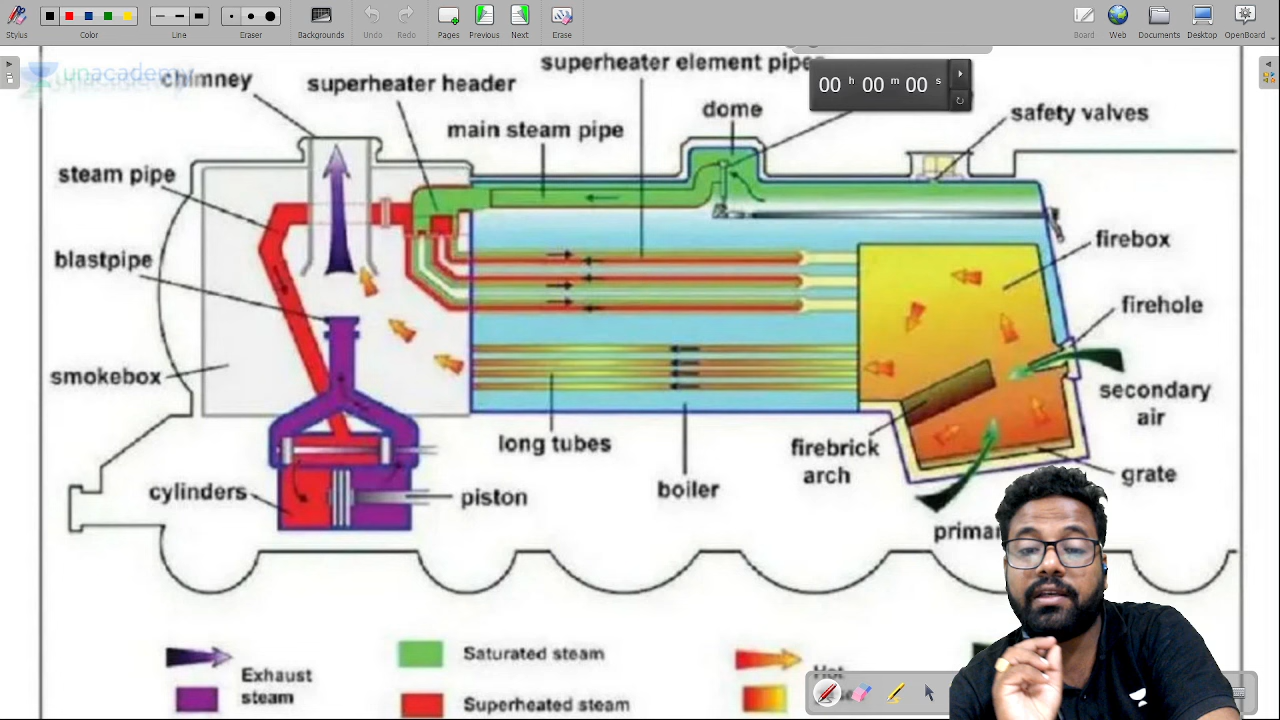 Stylus
Color
Line
Eraser
Backgrounds
Undo
Redo
Pages
Previous
Next
Erase
Board
Web
Documents
Desktop
OpenBoard
unacademy
chimney
superheater header
superheater element pipe
00 h 00 m 00 s
dome
safety valves
main steam pipe
steam pipe
blastpipe
firebox
firehole
smokebox
secondary
air
long tubes
firebrick
arch
boiler
grate
cylinders
piston
Exhaust
steam
Saturated steam
Superheated steam